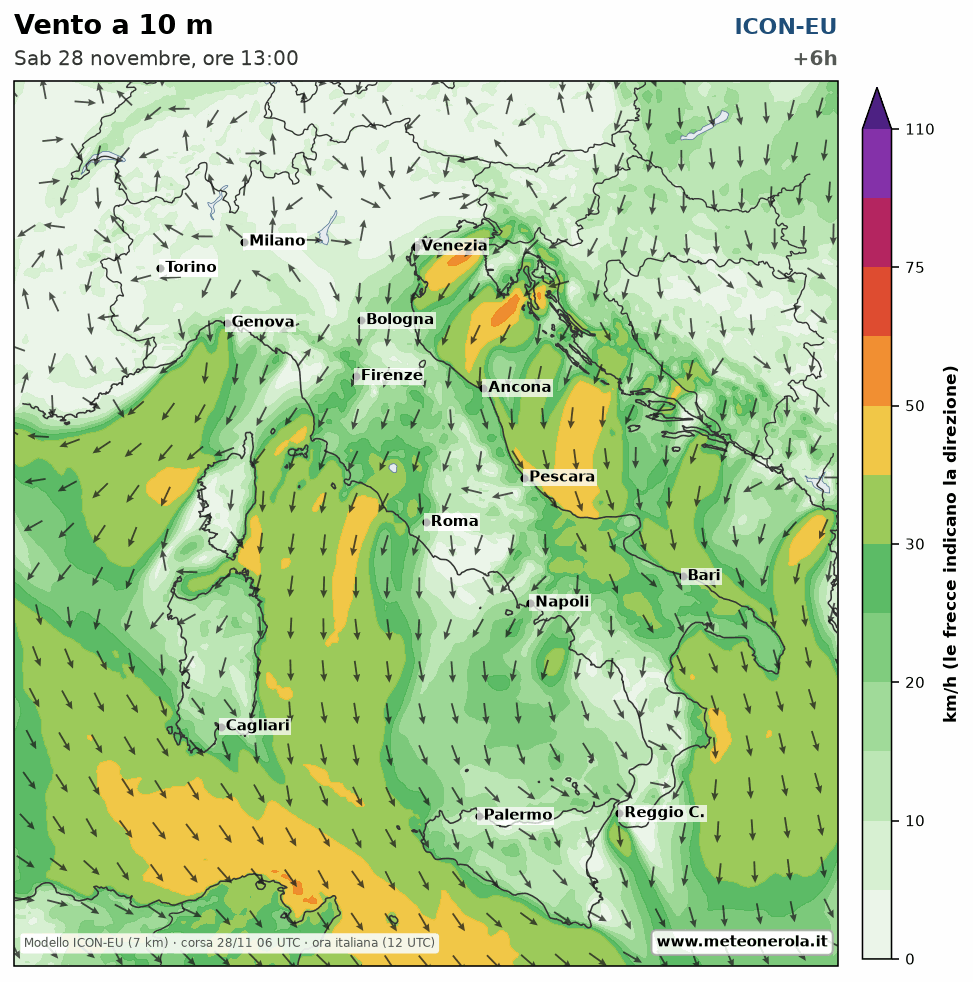 Vento a 10 m
ICON-EU
Sab 28 novembre, ore 13:00
+6h
110
75
50
30
20
10
0
km/h (le frecce indicano la direzione)
Venezia
Milano
Torino
Genova
Bologna
Firenze
Ancona
Pescara
Roma
Bari
Napoli
Cagliari
Palermo
Reggio C.
Modello ICON-EU (7 km) · corsa 28/11 06 UTC · ora italiana (12 UTC)
www.meteonerola.it